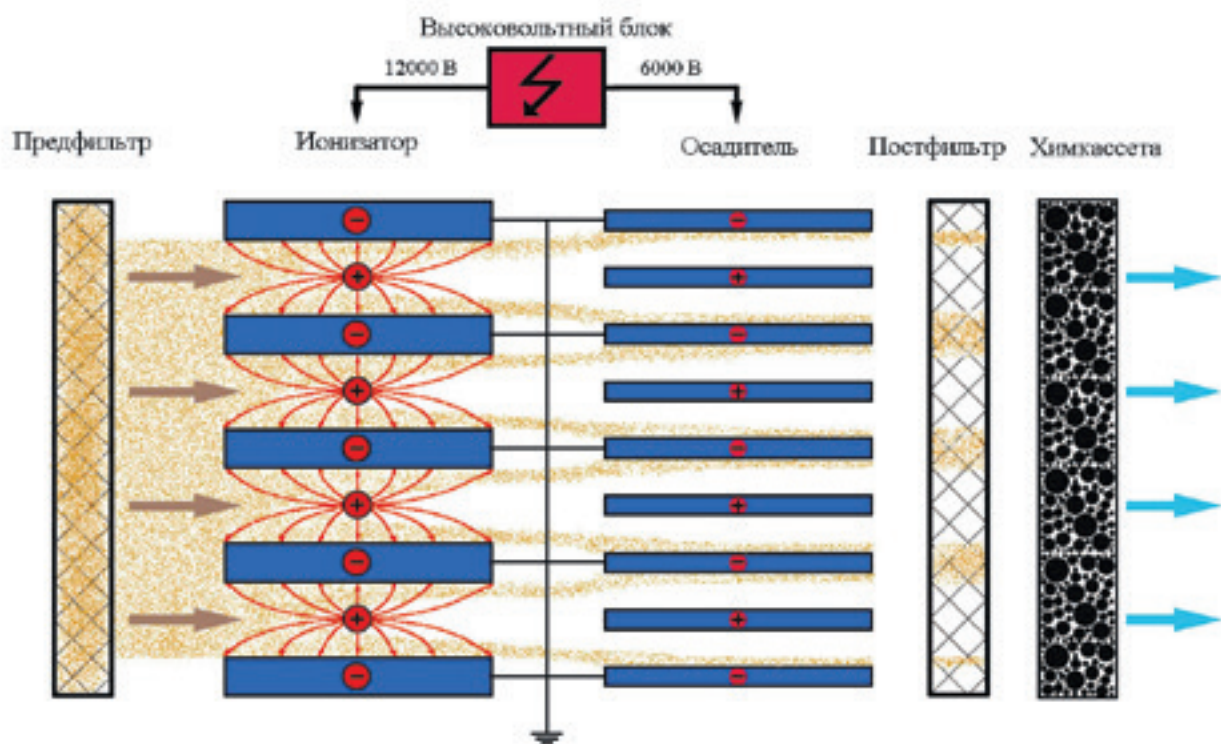 Высоковольтный блок
12000 В
6000 В
Предфильтр
Ионизатор
Осадитель
Постфильтр
Химкассета